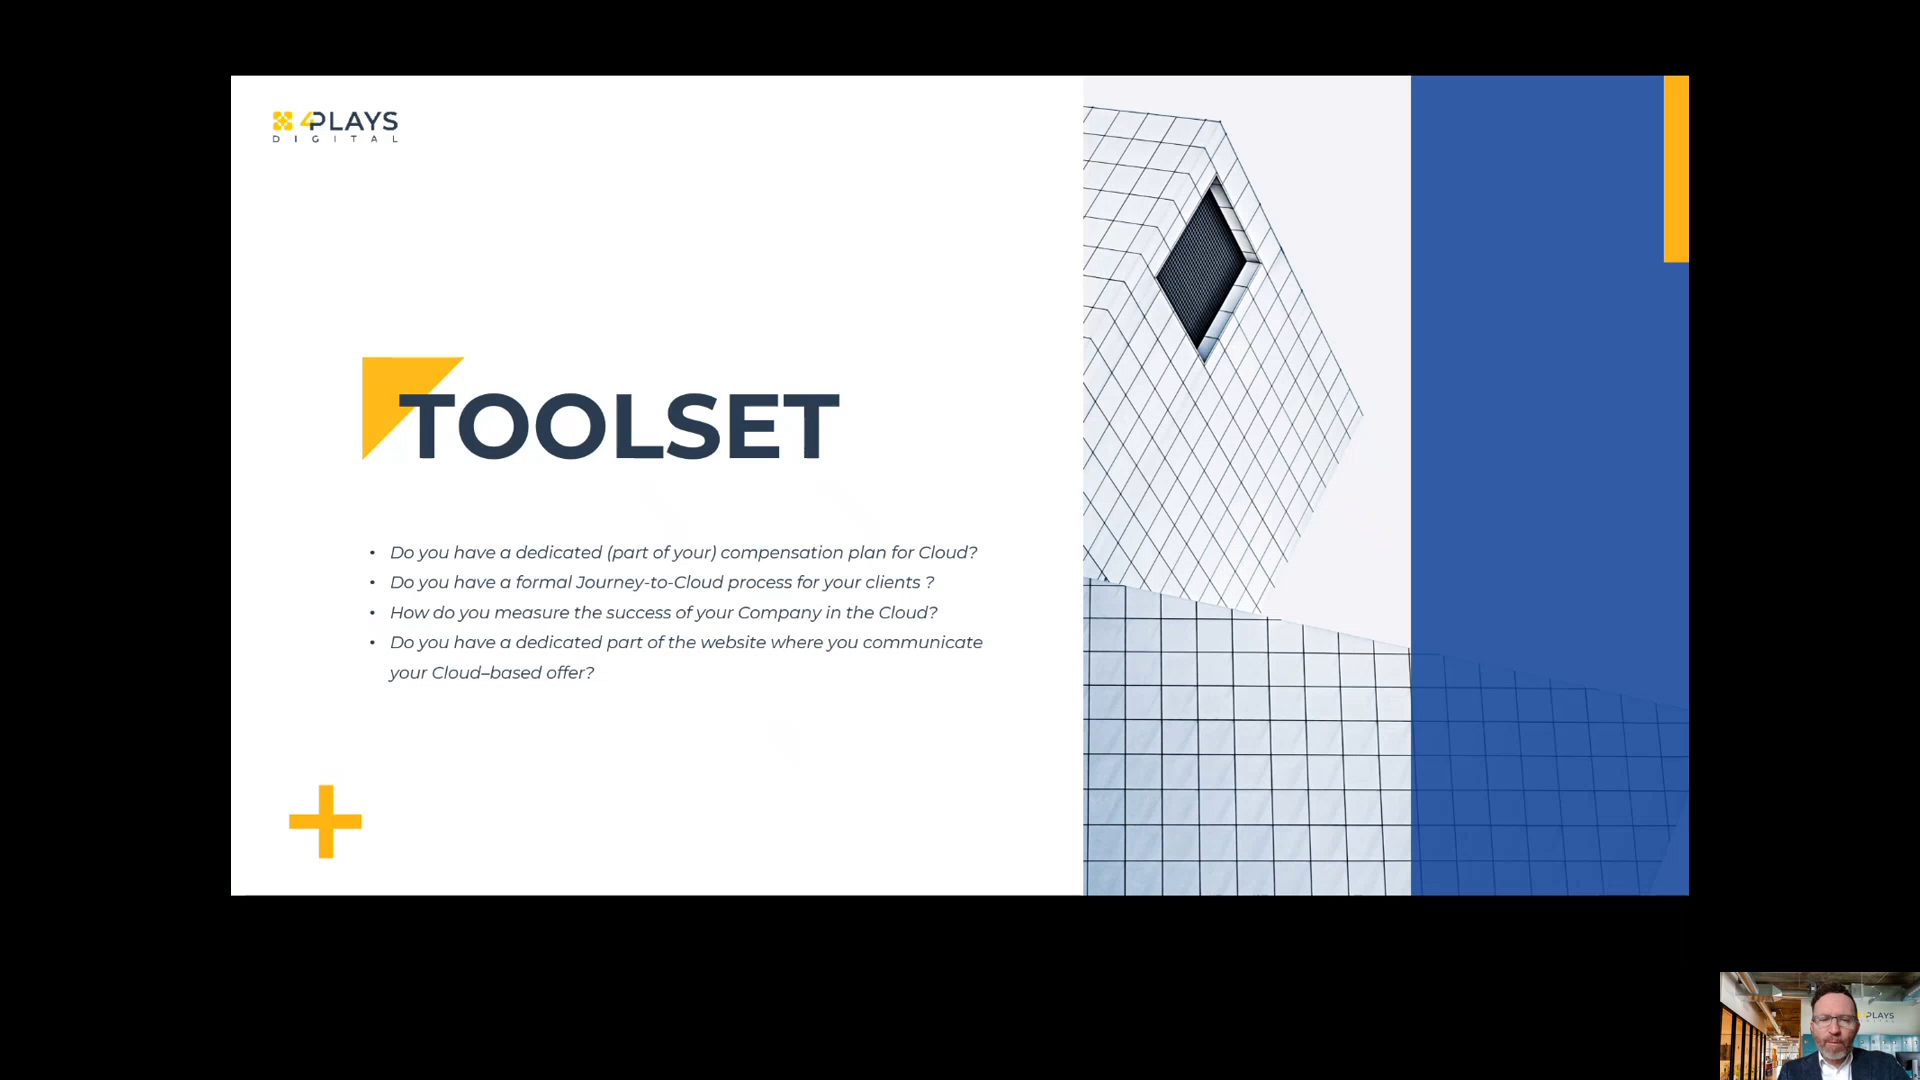 4PLAYS
DIGITAL
TOOLSET
• Do you have a dedicated (part of your) compensation plan for Cloud?
• Do you have a formal Journey-to-Cloud process for your clients ?
• How do you measure the success of your Company in the Cloud?
• Do you have a dedicated part of the website where you communicate
your Cloud–based offer?
PLAYS